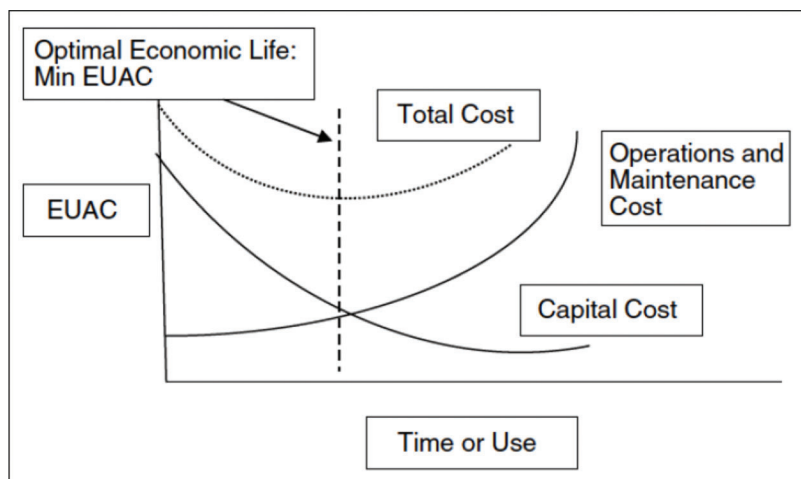 Optimal Economic Life:
Min EUAC
Total Cost
Operations and
Maintenance
Cost
EUAC
Capital Cost
Time or Use